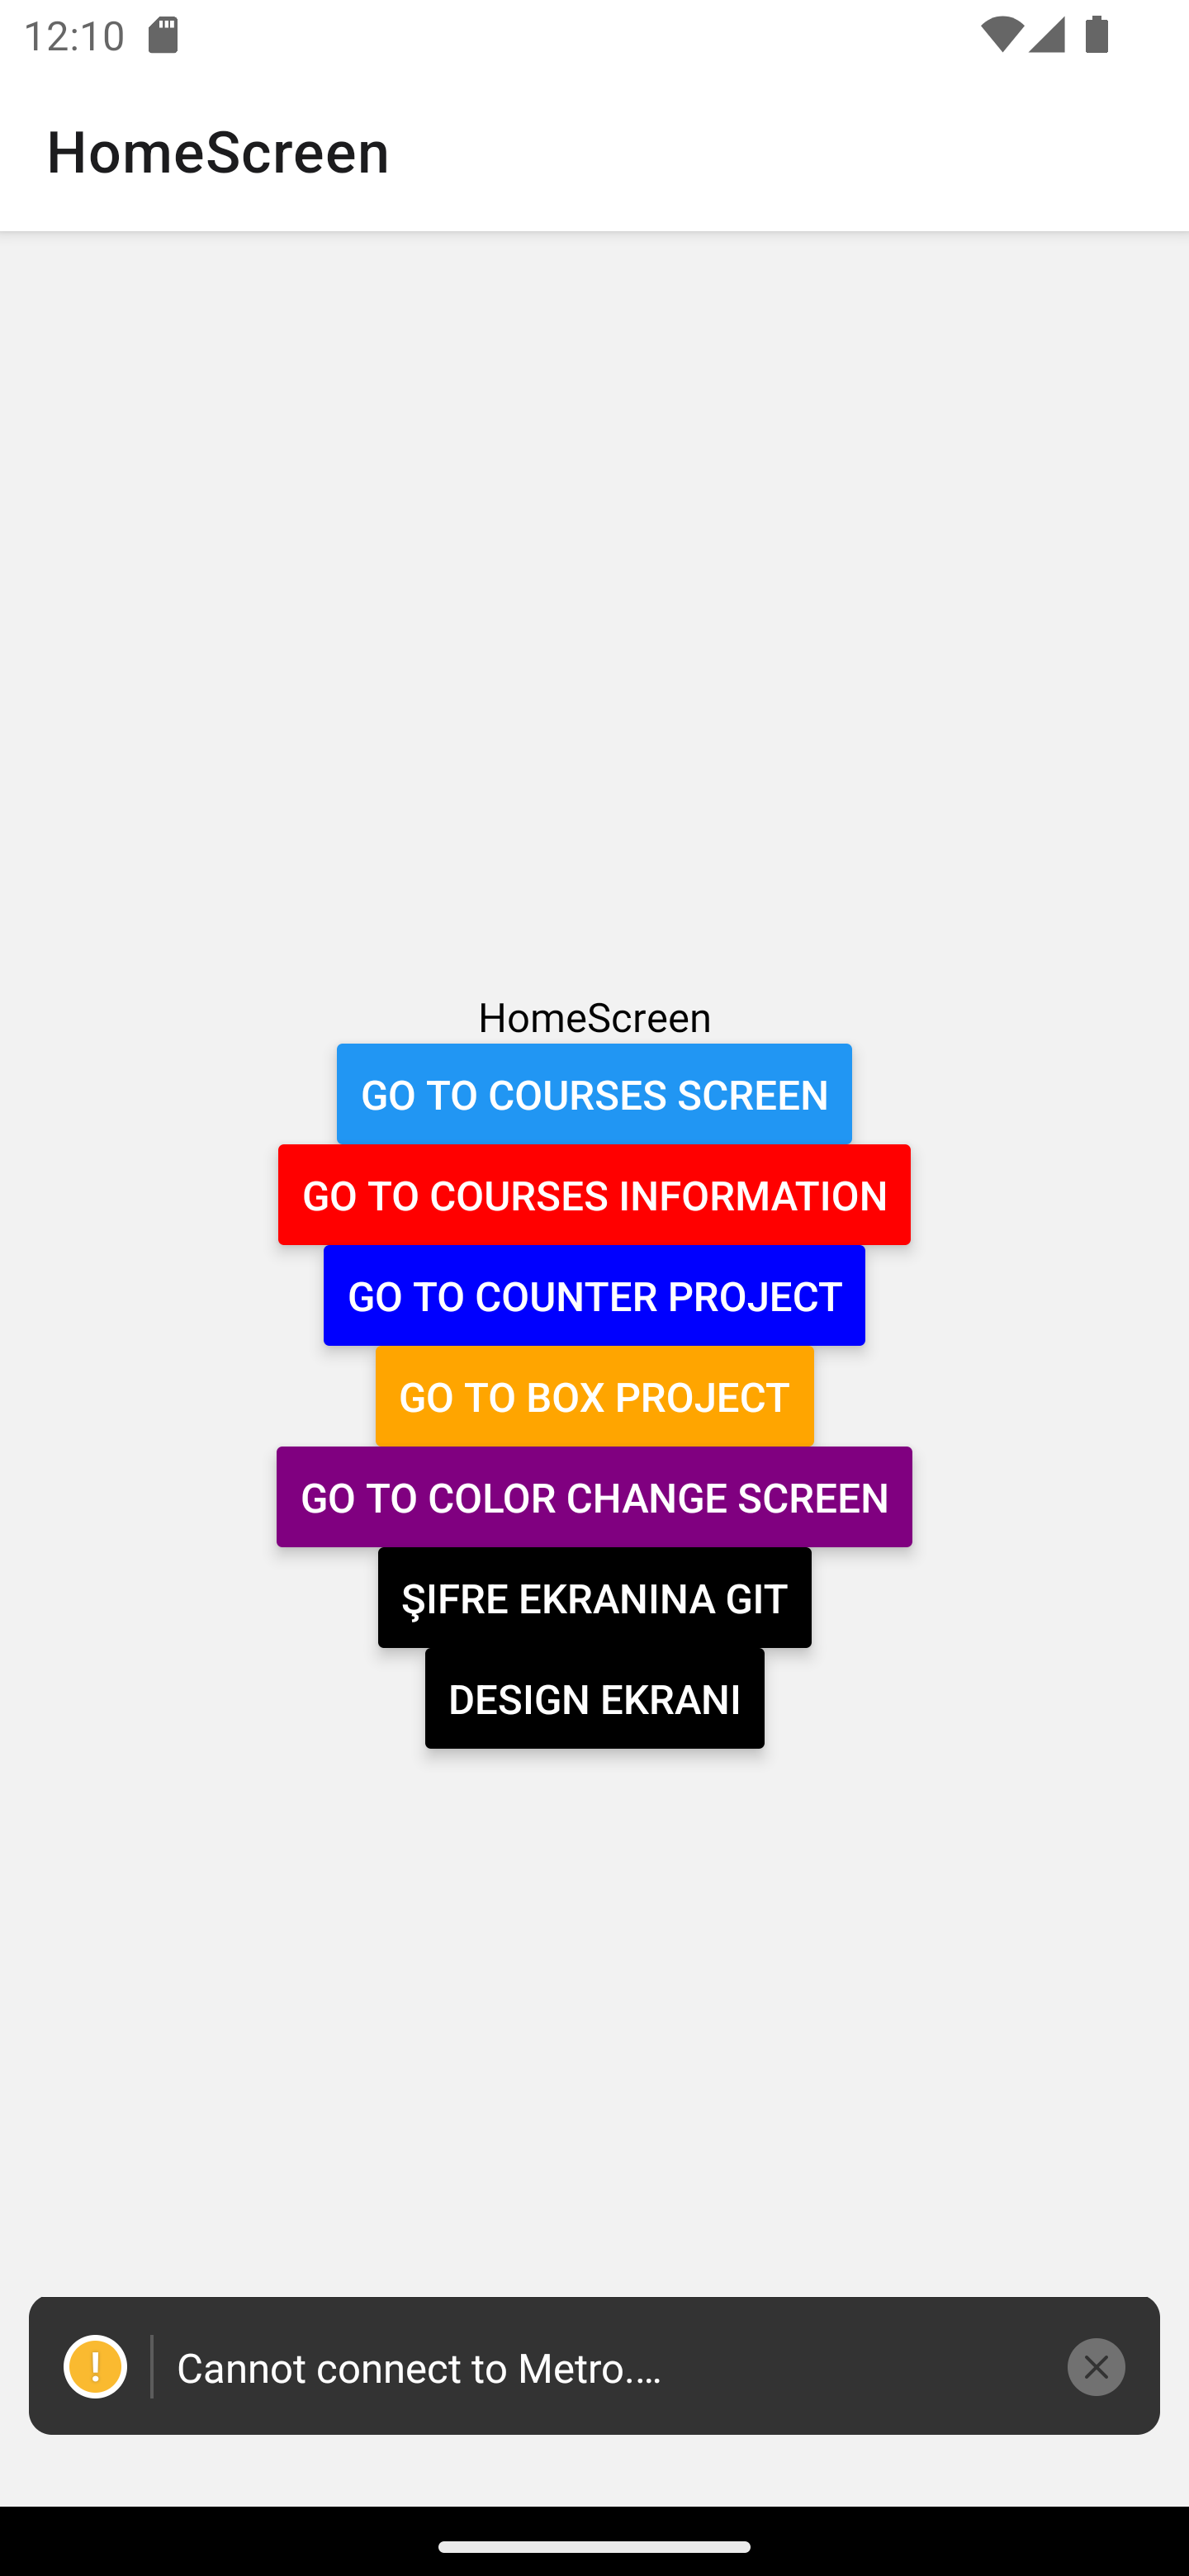 12:10
HomeScreen
HomeScreen
GO TO COURSES SCREEN
GO TO COURSES INFORMATION
GO TO COUNTER PROJECT
GO TO BOX PROJECT
GO TO COLOR CHANGE SCREEN
ŞIFRE EKRANINA GIT
DESIGN EKRANI
! Cannot connect to Metro.…